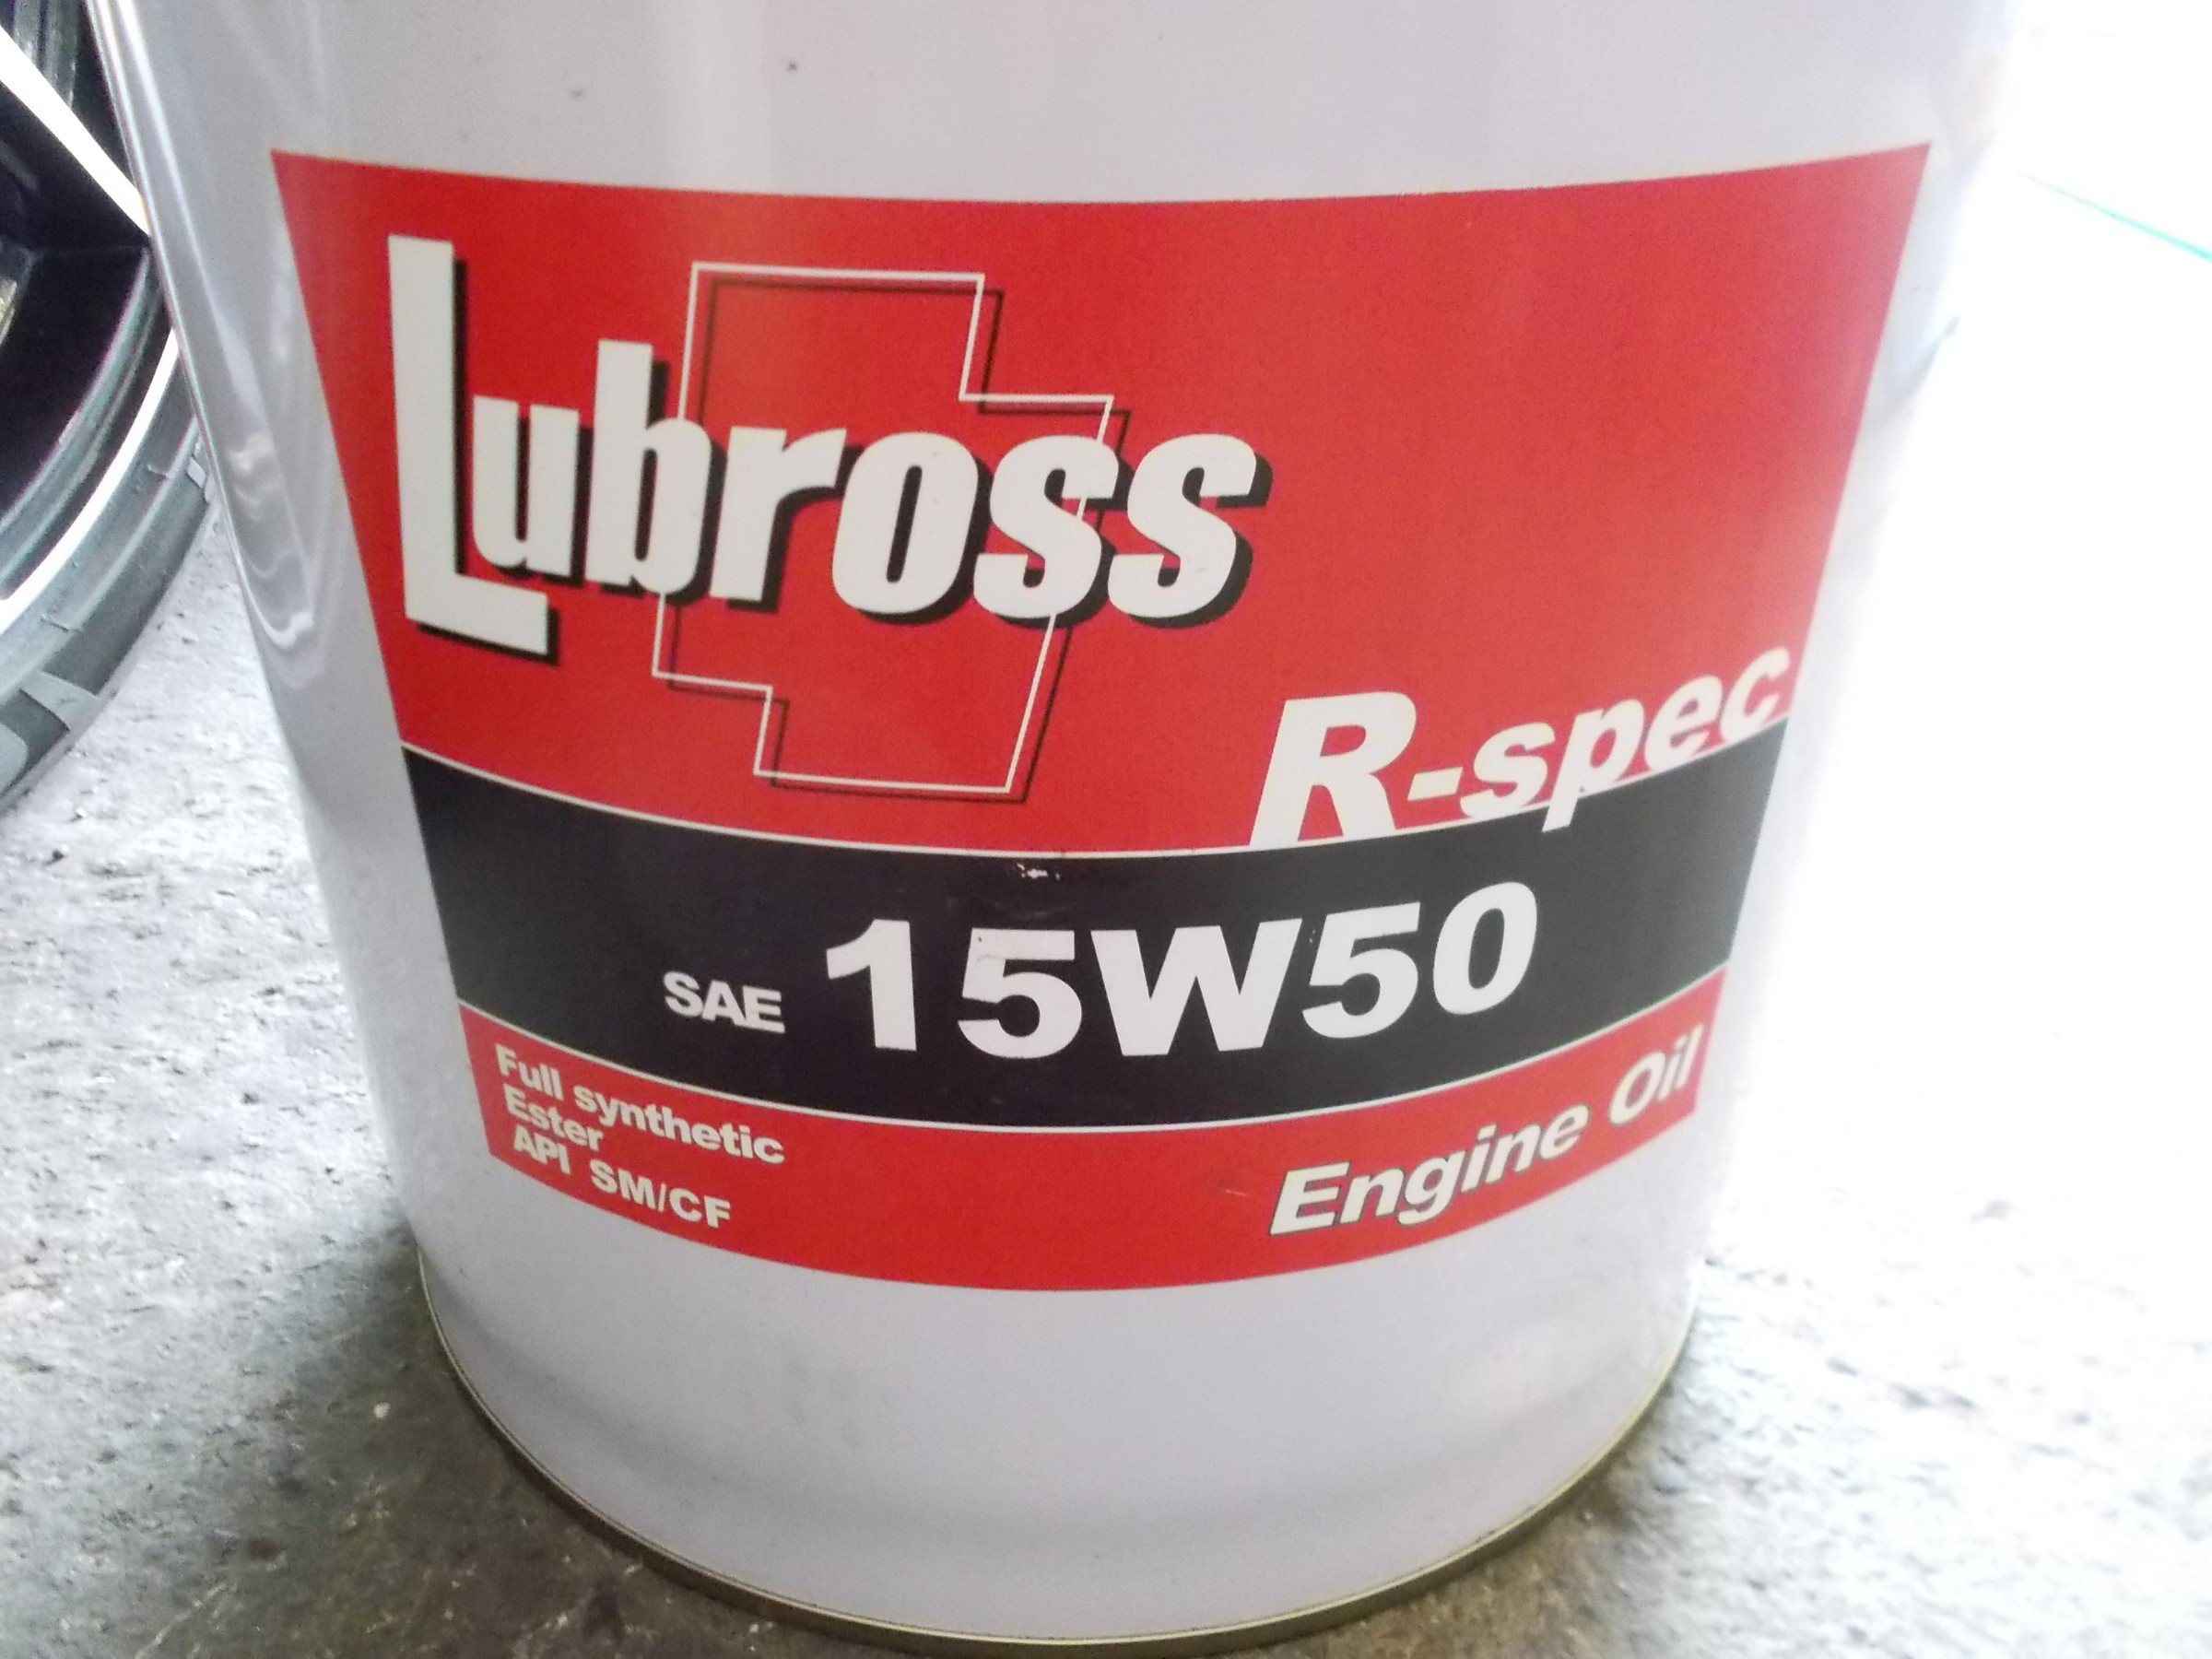 Lubross
R-spec
SAE 15W50
Full synthetic
Ester
API SM/CF
Engine Oil